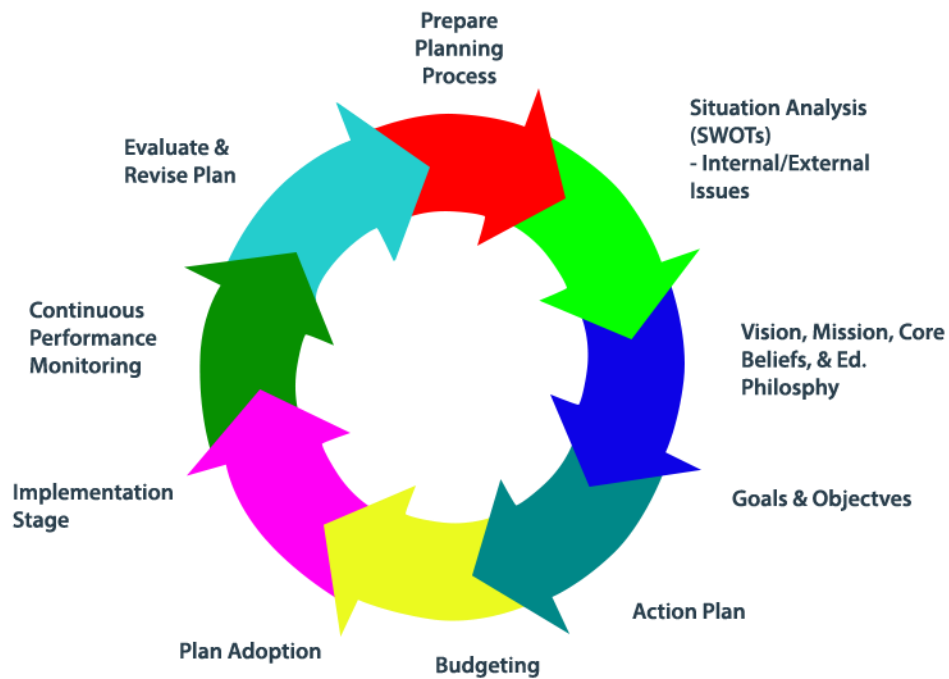 Prepare
Planning
Process
Situation Analysis
(SWOTs)
- Internal/External
Issues
Vision, Mission, Core
Beliefs, & Ed.
Philosphy
Goals & Objectves
Action Plan
Budgeting
Plan Adoption
Implementation
Stage
Continuous
Performance
Monitoring
Evaluate &
Revise Plan